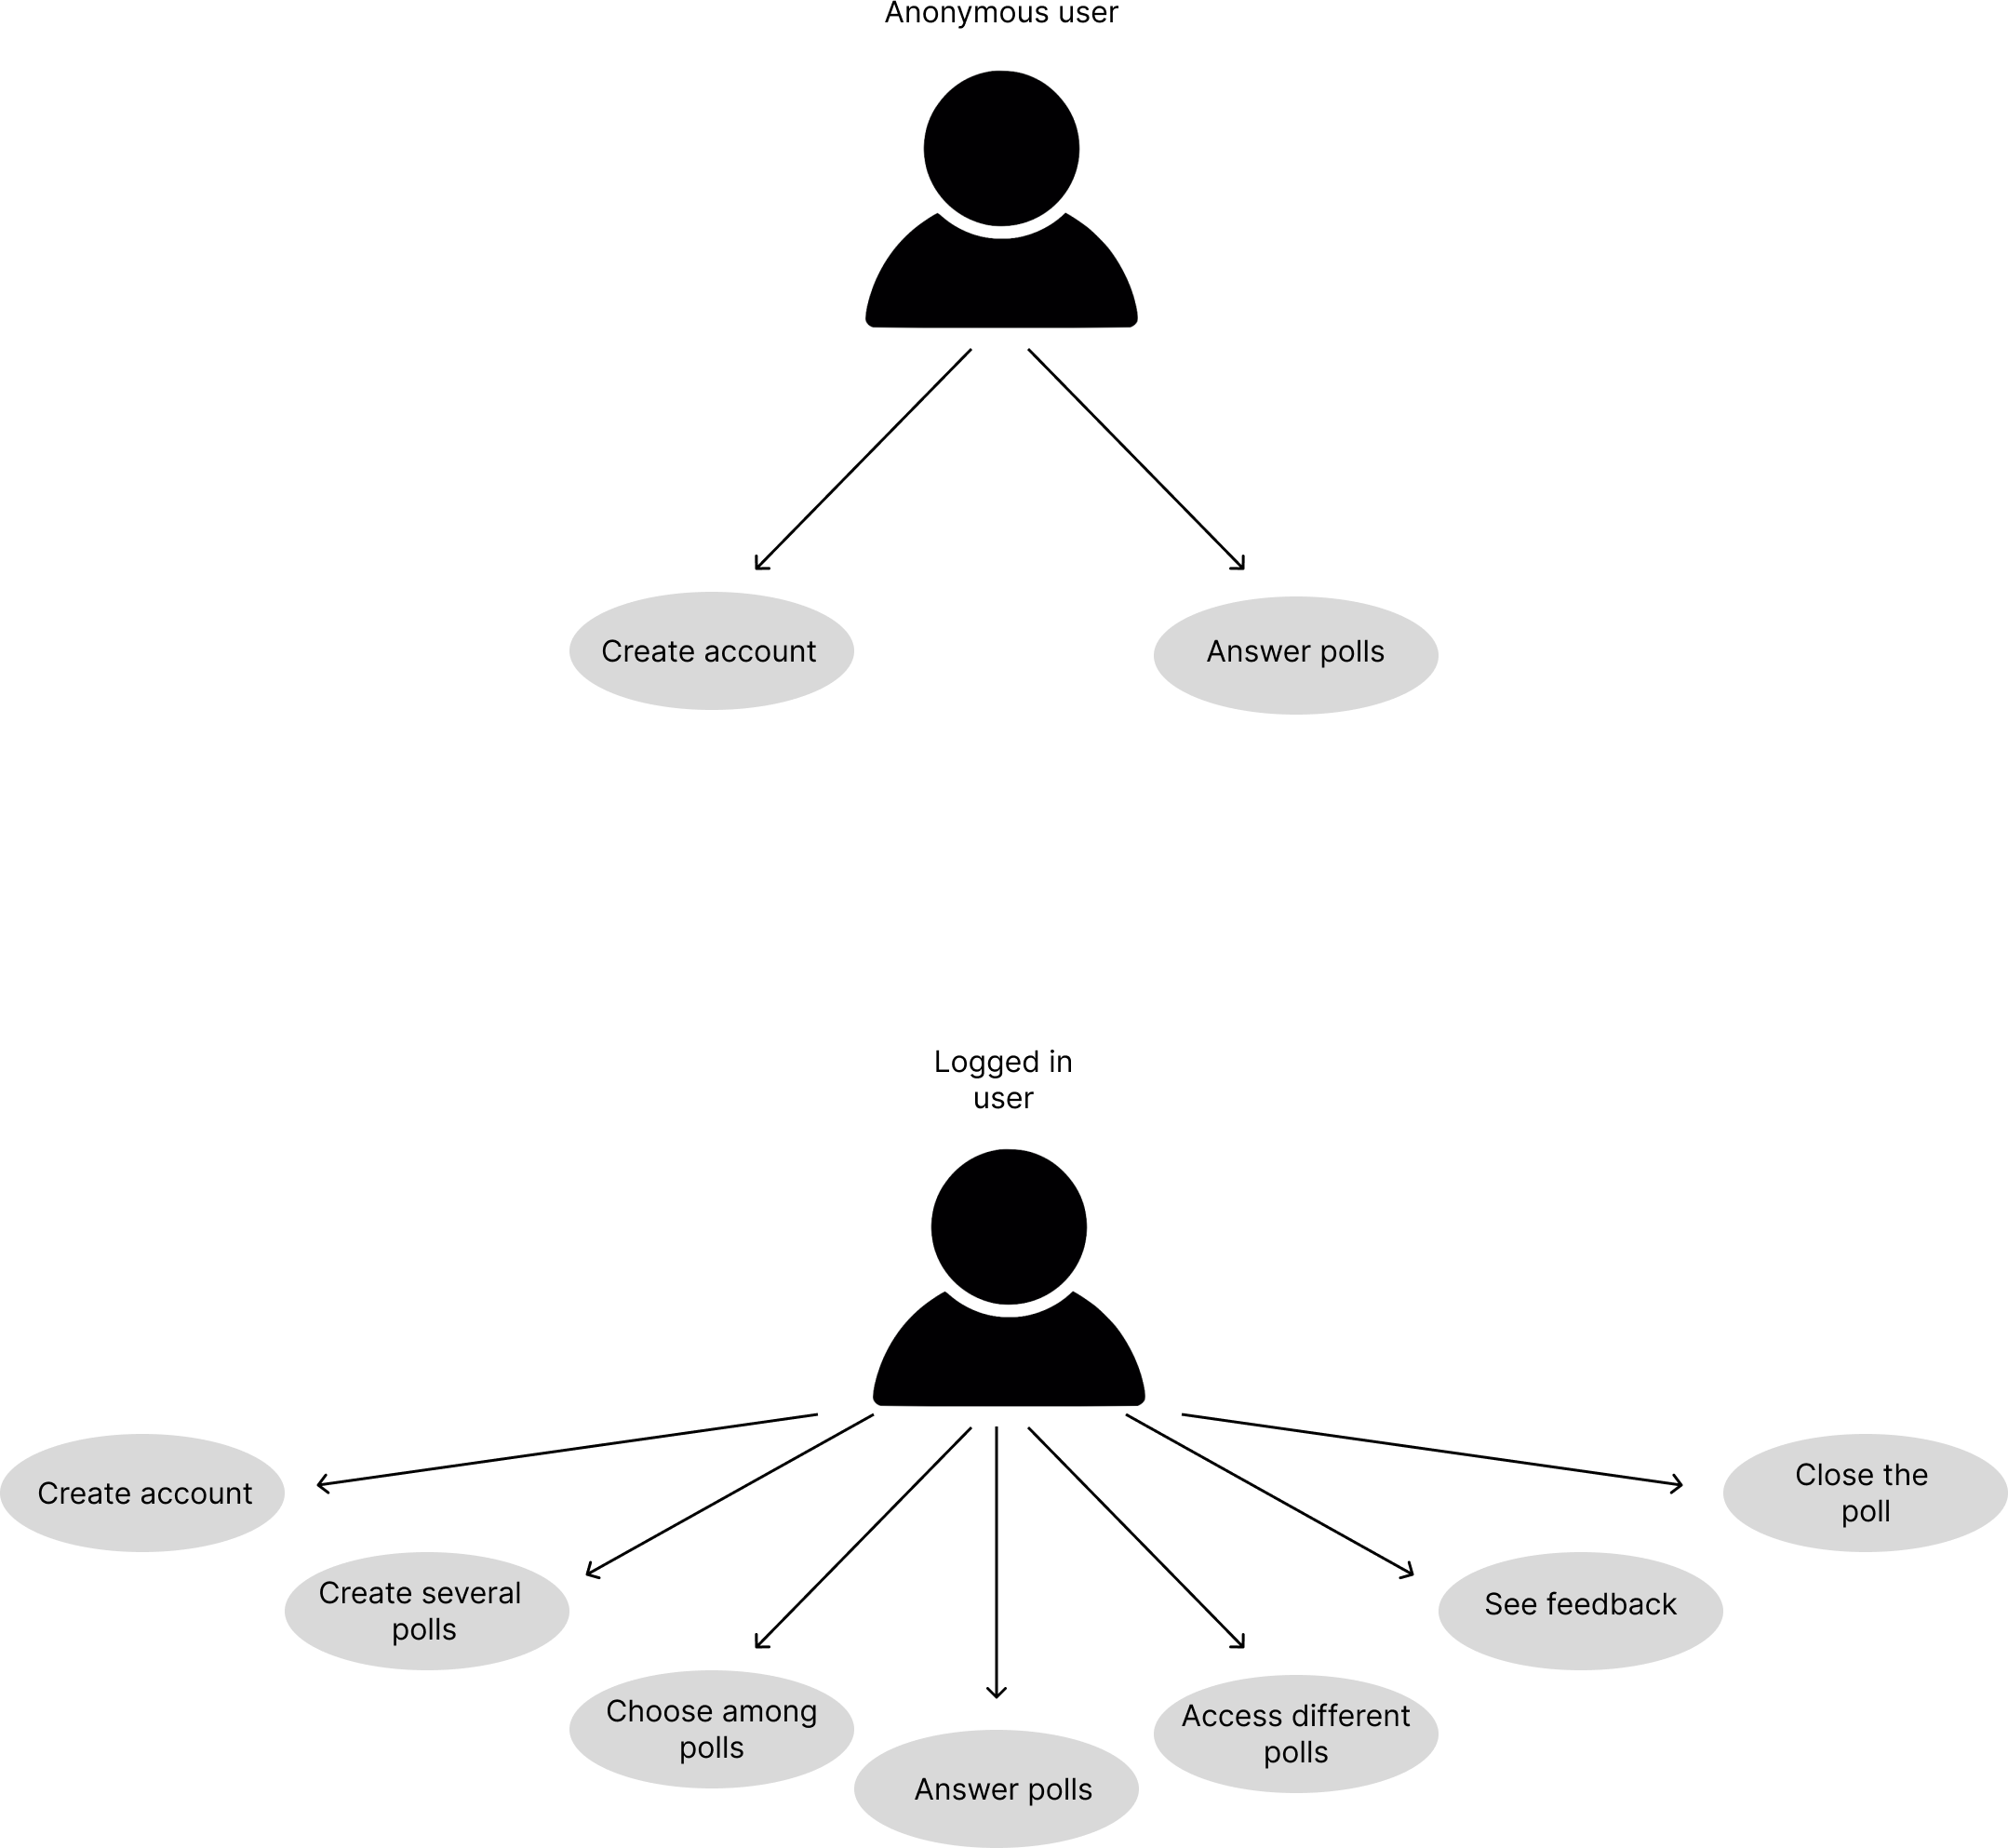 Anonymous user
Create account
Answer polls
Logged in
user
Create account
Create several
polls
Choose among
polls
Answer polls
Access different
polls
See feedback
Close the
poll